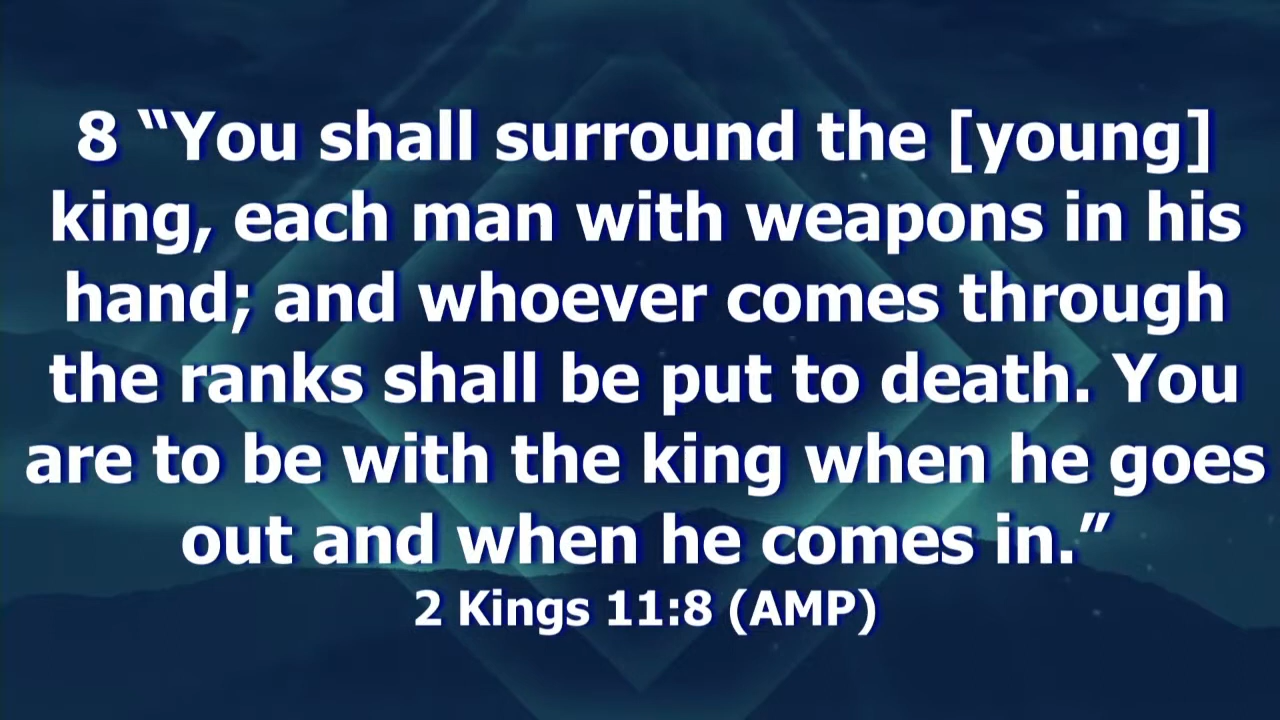 8 “You shall surround the [young]
king, each man with weapons in his
hand; and whoever comes through
the ranks shall be put to death. You
are to be with the king when he goes
out and when he comes in.”
2 Kings 11:8 (AMP)